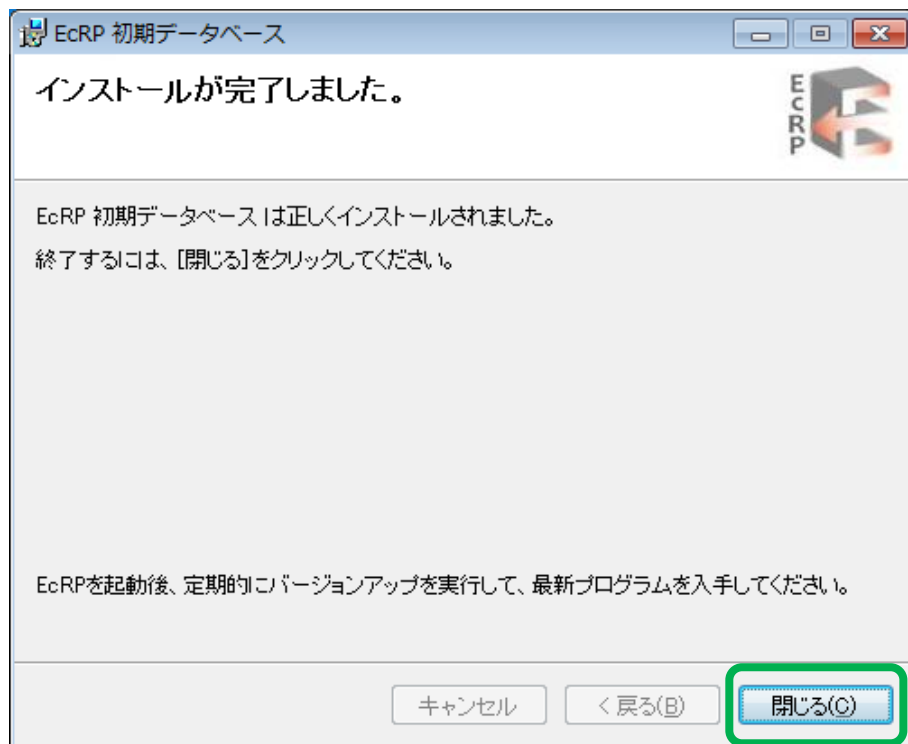 EcRP 初期データベース
インストールが完了しました。
EcRP
EcRP 初期データベース は正しくインストールされました。
終了するには、[閉じる]をクリックしてください。
EcRPを起動後、定期的にバージョンアップを実行して、最新プログラムを入手してください。
キャンセル
< 戻る(B)
閉じる(C)